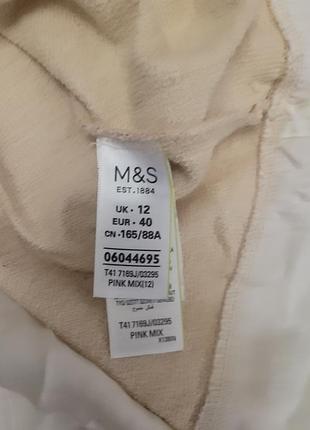 M&S
EST. 1884
UK - 12
EUR - 40
CN -165/88A
06044695
T41 7169J/03295
PINK MIX(12)
T41 7169J/03295
PINK MIX